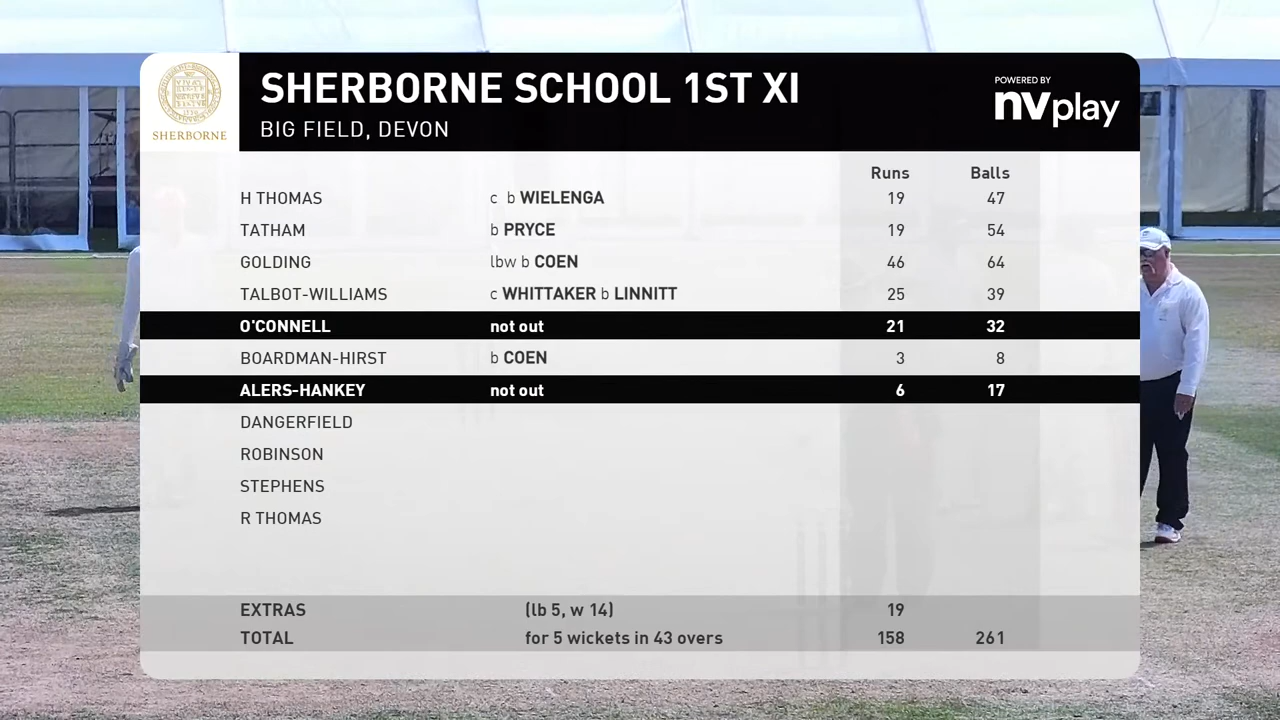 SHERBORNE SCHOOL 1ST XI
BIG FIELD, DEVON
SHERBORNE
POWERED BY
nvplay
Runs Balls
H THOMAS c b WIELENGA 19 47
TATHAM b PRYCE 19 54
GOLDING lbw b COEN 46 64
TALBOT-WILLIAMS c WHITTAKER b LINNITT 25 39
O'CONNELL not out 21 32
BOARDMAN-HIRST b COEN 3 8
ALERS-HANKEY not out 6 17
DANGERFIELD
ROBINSON
STEPHENS
R THOMAS
EXTRAS (lb 5, w 14) 19
TOTAL for 5 wickets in 43 overs 158 261